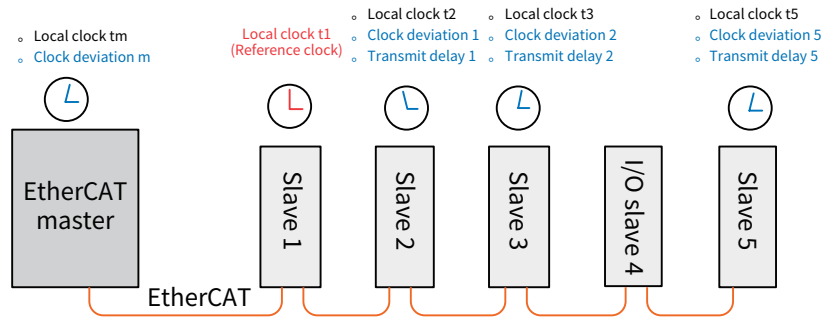 Local clock tm
Clock deviation m
Local clock t1
(Reference clock)
Local clock t2
Clock deviation 1
Transmit delay 1
Local clock t3
Clock deviation 2
Transmit delay 2
Local clock t5
Clock deviation 5
Transmit delay 5
EtherCAT
master
Slave 1
Slave 2
Slave 3
I/O slave 4
Slave 5
EtherCAT